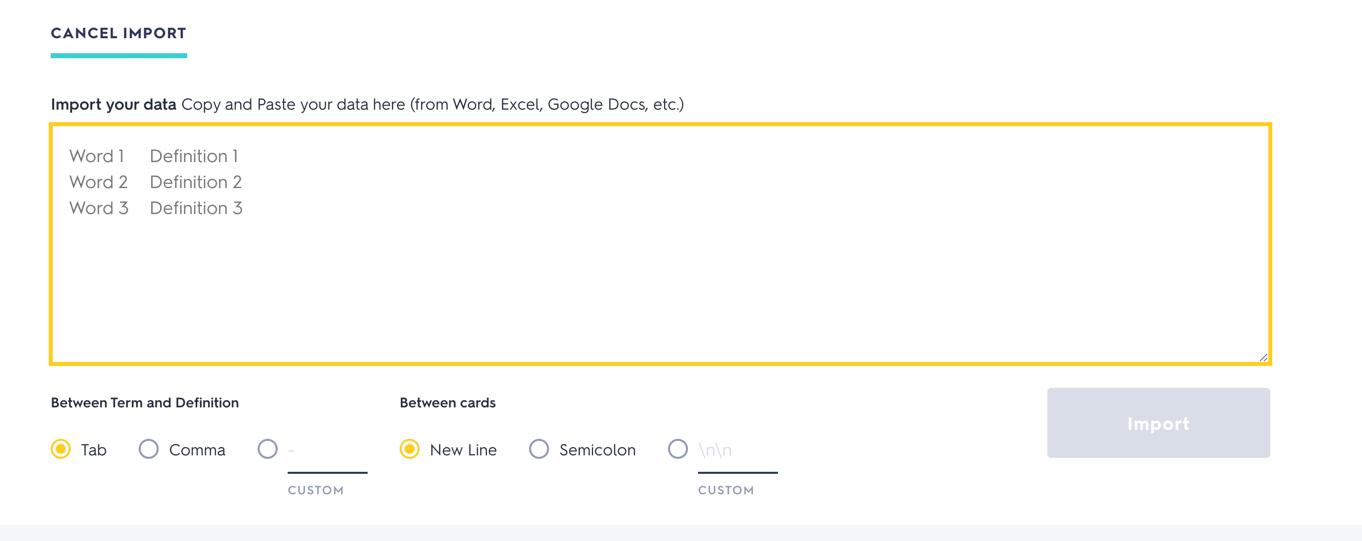 CANCEL IMPORT
Import your data Copy and Paste your data here (from Word, Excel, Google Docs, etc.)
Word 1 Definition 1
Word 2 Definition 2
Word 3 Definition 3
Between Term and Definition
Between cards
Import
Tab Comma -
New Line Semicolon \n\n
CUSTOM
CUSTOM